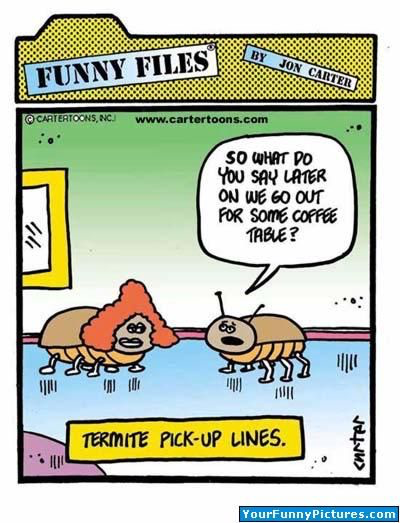 FUNNY FILES®
BY JON CARTER
© CARTERTOONS, INC.
www.cartertoons.com
SO WHAT DO
YOU SAY LATER
ON WE GO OUT
FOR SOME COFFEE
TABLE?
TERMITE PICK-UP LINES.
carter
YourFunnyPictures.com